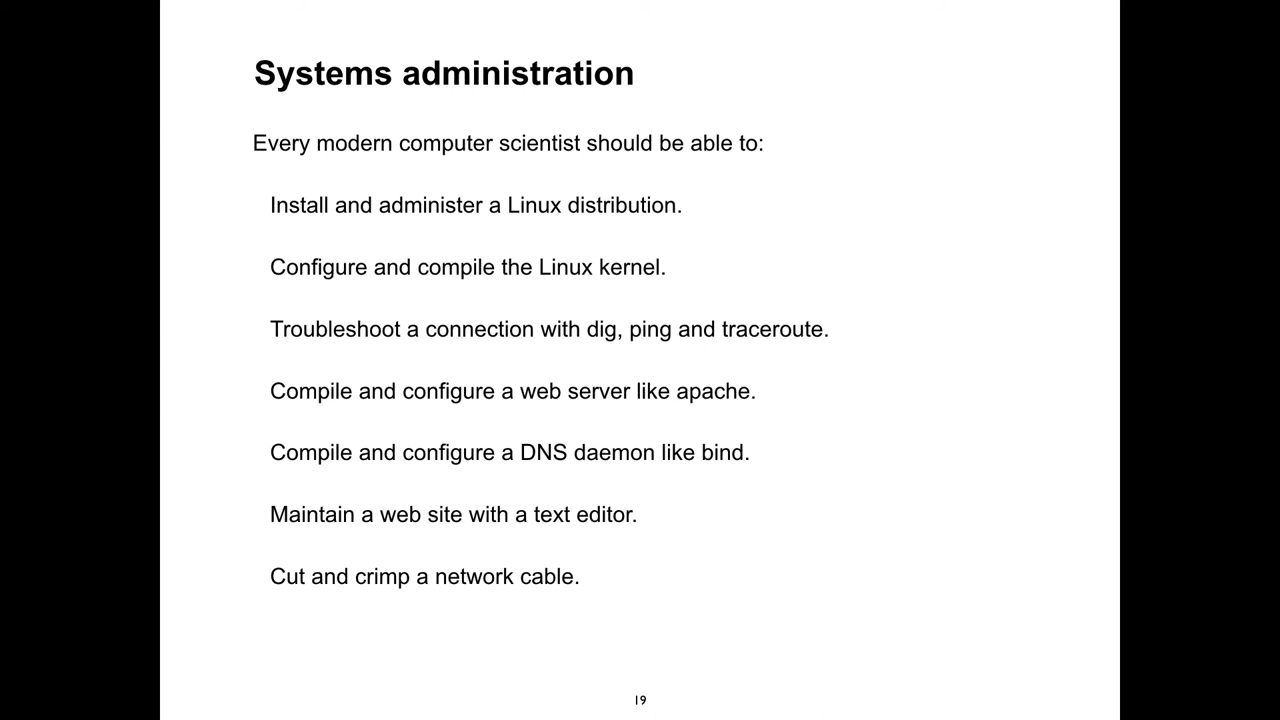 Systems administration
Every modern computer scientist should be able to:
Install and administer a Linux distribution.
Configure and compile the Linux kernel.
Troubleshoot a connection with dig, ping and traceroute.
Compile and configure a web server like apache.
Compile and configure a DNS daemon like bind.
Maintain a web site with a text editor.
Cut and crimp a network cable.
19